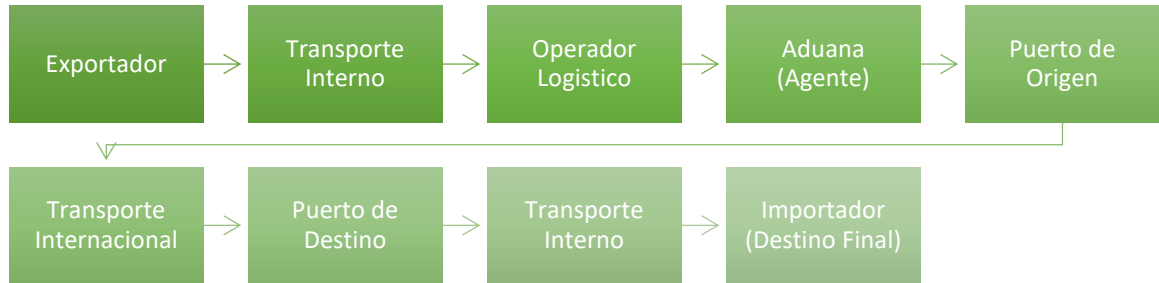 Exportador
Transporte
Interno
Operador
Logistico
Aduana
(Agente)
Puerto de
Origen
Transporte
Internacional
Puerto de
Destino
Transporte
Interno
Importador
(Destino Final)